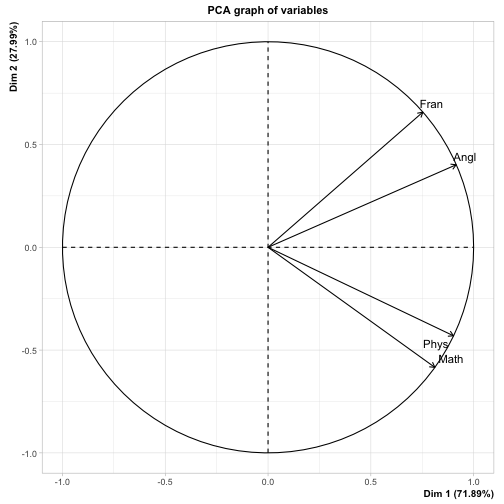 PCA graph of variables
Dim 2 (27.99%)
1.0
0.5
0.0
-0.5
-1.0
Fran
Angl
Phys
Math
-1.0
-0.5
0.0
0.5
1.0
Dim 1 (71.89%)